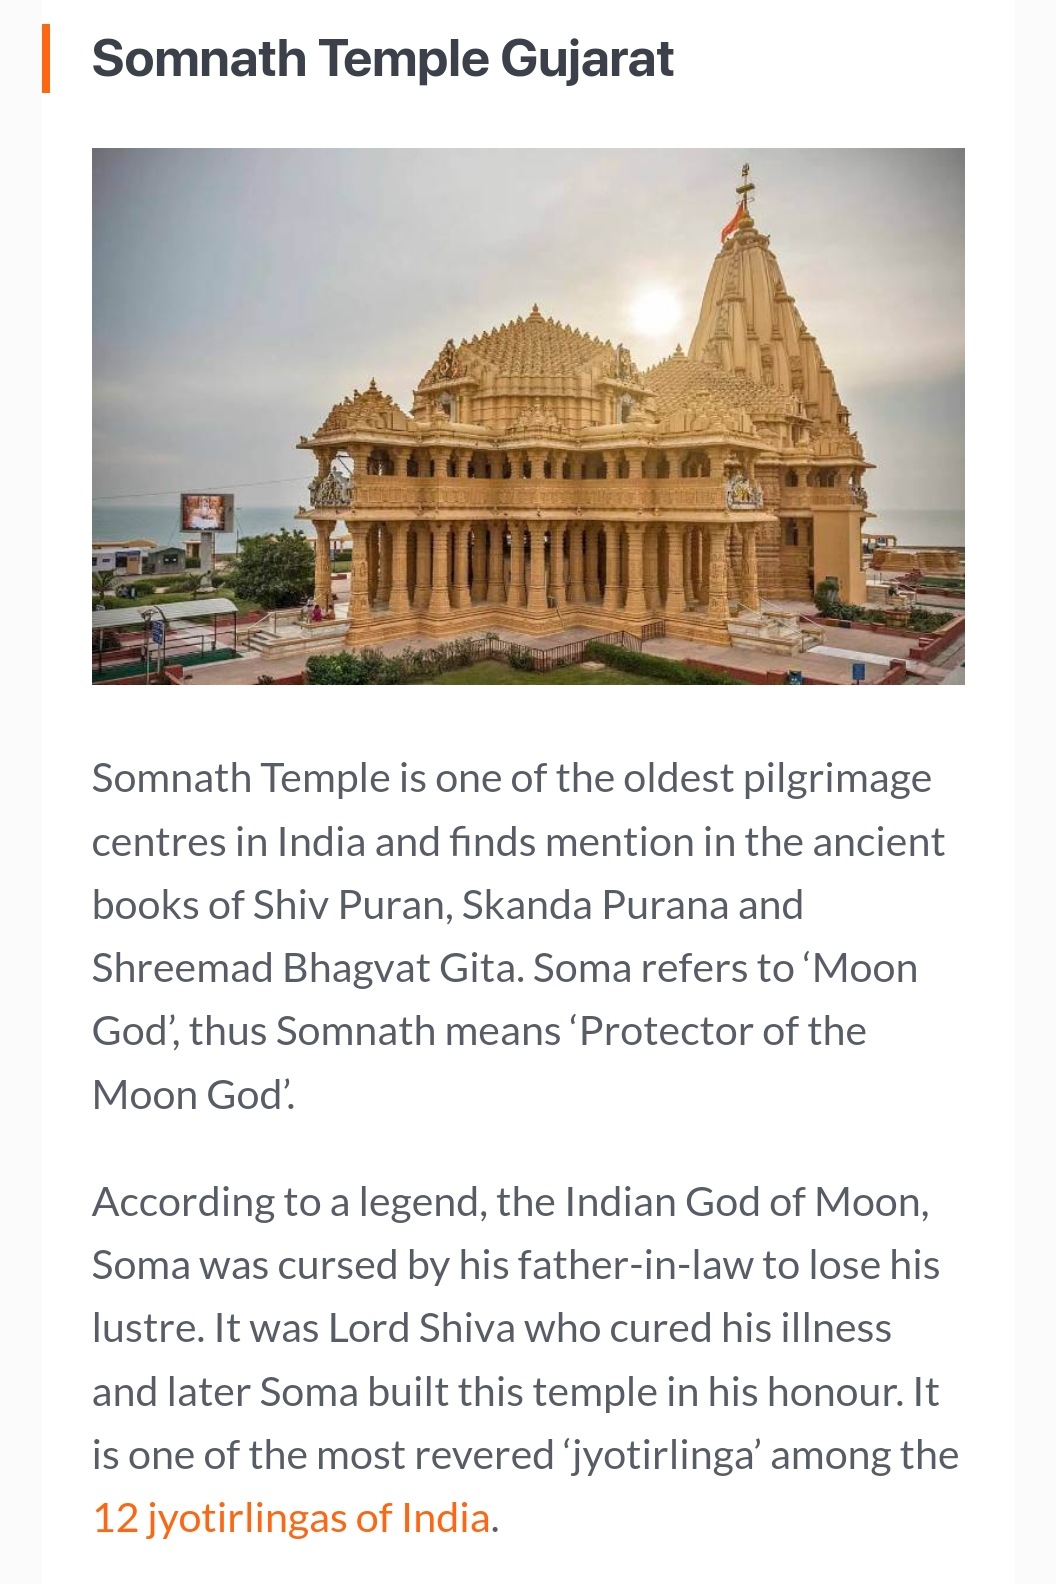 Somnath Temple Gujarat
Somnath Temple is one of the oldest pilgrimage
centres in India and finds mention in the ancient
books of Shiv Puran, Skanda Purana and
Shreemad Bhagvat Gita. Soma refers to ‘Moon
God’, thus Somnath means ‘Protector of the
Moon God’.
According to a legend, the Indian God of Moon,
Soma was cursed by his father-in-law to lose his
lustre. It was Lord Shiva who cured his illness
and later Soma built this temple in his honour. It
is one of the most revered ‘jyotirlinga’ among the
12 jyotirlingas of India.